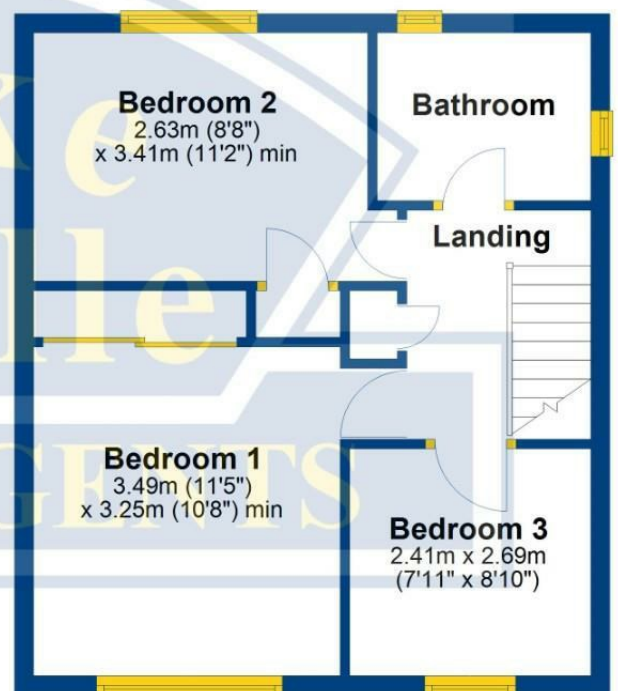 Bedroom 2
2.63m (8'8")
x 3.41m (11'2") min
Bathroom
Landing
Bedroom 1
3.49m (11'5")
x 3.25m (10'8") min
Bedroom 3
2.41m x 2.69m
(7'11" x 8'10")